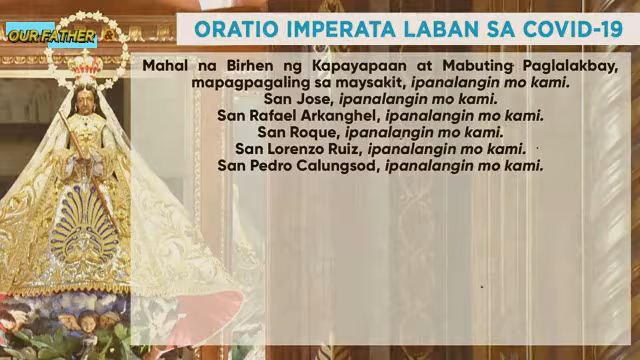 OUR FATHER &
ORATIO IMPERATA LABAN SA COVID-19
Mahal na Birhen ng Kapayapaan at Mabuting Paglalakbay,
mapagpagaling sa maysakit, ipanalangin mo kami.
San Jose, ipanalangin mo kami.
San Rafael Arkanghel, ipanalangin mo kami.
San Roque, ipanalangin mo kami.
San Lorenzo Ruiz, ipanalangin mo kami.
San Pedro Calungsod, ipanalangin mo kami.